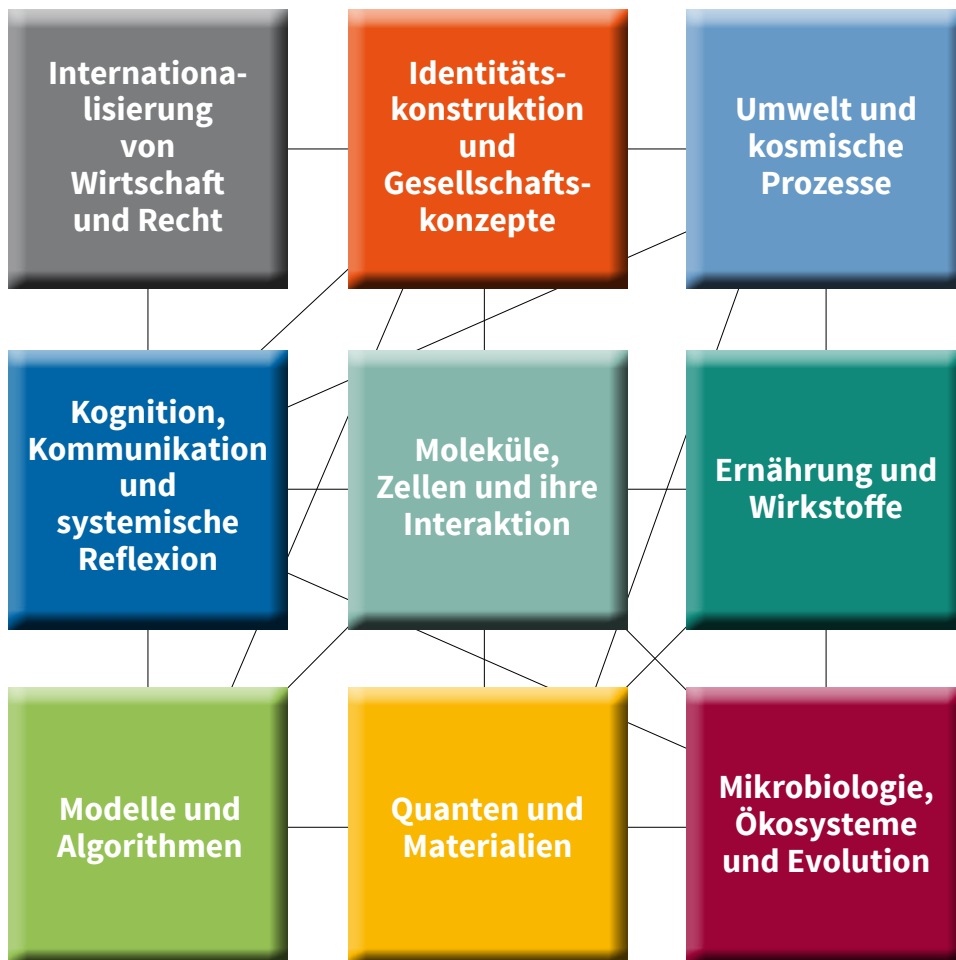 Internationa-
lisierung
von
Wirtschaft
und Recht
Identitäts-
konstruktion
und
Gesellschafts-
konzepte
Umwelt und
kosmische
Prozesse
Kognition,
Kommunikation
und
systemische
Reflexion
Moleküle,
Zellen und ihre
Interaktion
Ernährung und
Wirkstoffe
Modelle und
Algorithmen
Quanten und
Materialien
Mikrobiologie,
Ökosysteme
und Evolution